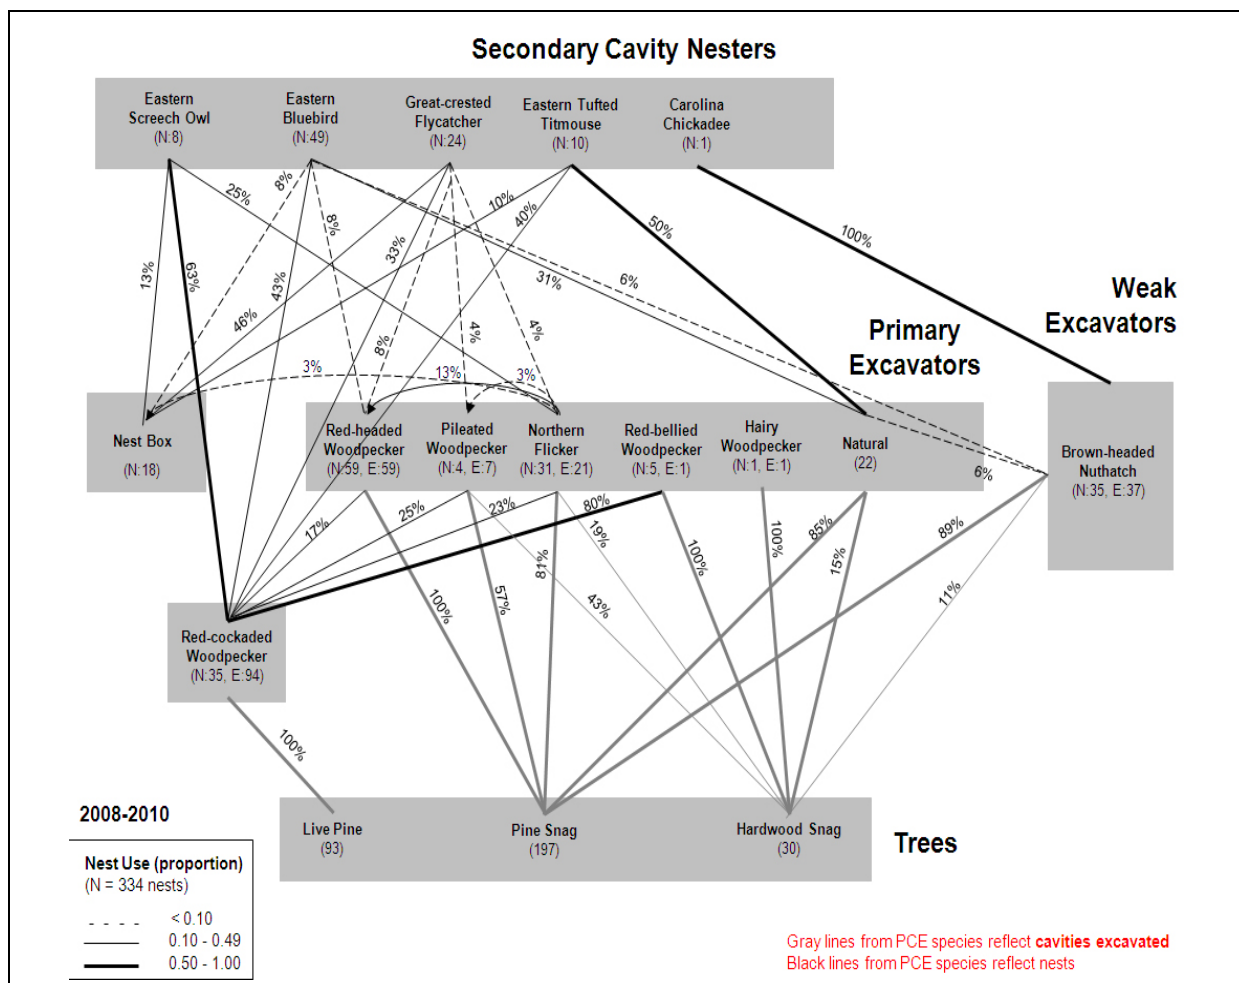 Secondary Cavity Nesters
Eastern
Screech Owl
(N:8)
Eastern
Bluebird
(N:49)
Great-crested
Flycatcher
(N:24)
Eastern Tufted
Titmouse
(N:10)
Carolina
Chickadee
(N:1)
8%
25%
8%
10%
40%
50%
100%
13%
63%
43%
33%
31%
6%
46%
8%
4%
4%
Weak
Excavators
Primary
Excavators
3%
13%
3%
Nest Box
(N:18)
Red-headed
Woodpecker
(N:59, E:59)
Pileated
Woodpecker
(N:4, E:7)
Northern
Flicker
(N:31, E:21)
Red-bellied
Woodpecker
(N:5, E:1)
Hairy
Woodpecker
(N:1, E:1)
Natural
(22)
6%
Brown-headed
Nuthatch
(N:35, E:37)
17%
25%
23%
80%
19%
100%
85%
15%
89%
81%
100%
100%
57%
43%
11%
Red-cockaded
Woodpecker
(N:35, E:94)
100%
Live Pine
(93)
Pine Snag
(197)
Hardwood Snag
(30)
Trees
2008-2010
Nest Use (proportion)
(N = 334 nests)
< 0.10
0.10 - 0.49
0.50 - 1.00
Gray lines from PCE species reflect cavities excavated
Black lines from PCE species reflect nests